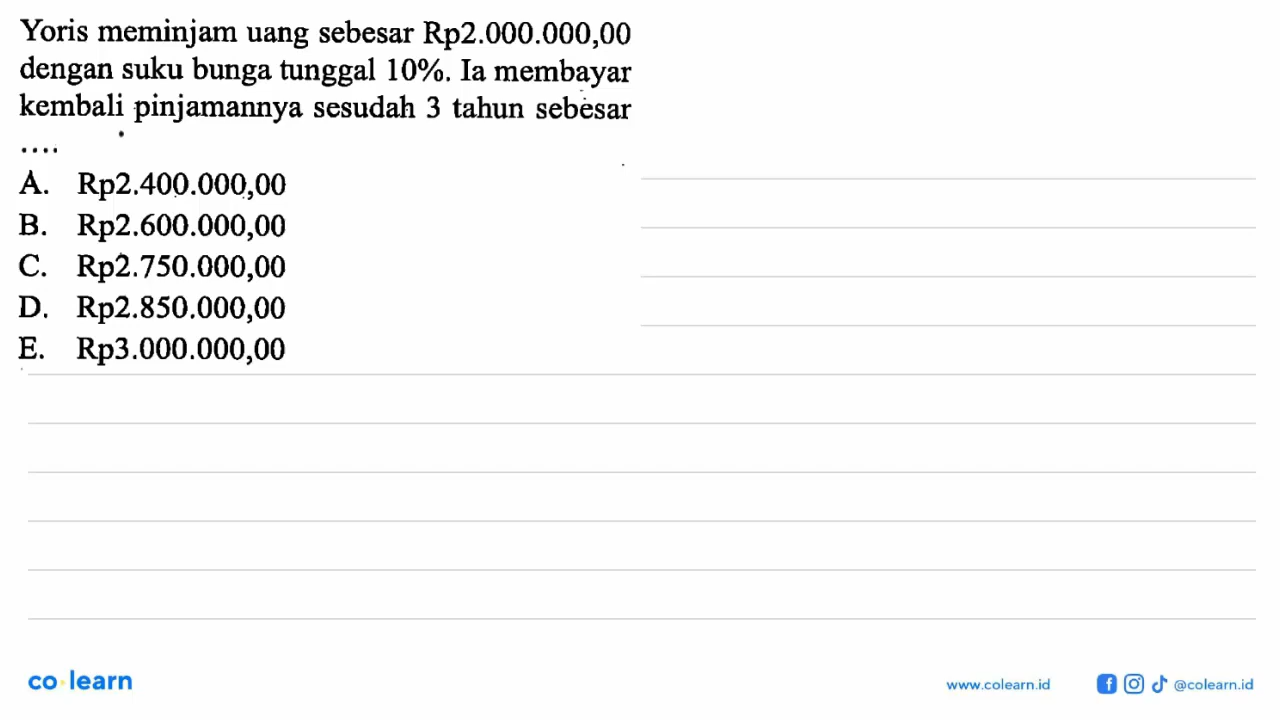 Yoris meminjam uang sebesar Rp2.000.000,00
dengan suku bunga tunggal 10%. Ia membayar
kembali pinjamannya sesudah 3 tahun sebesar
....
A. Rp2.400.000,00
B. Rp2.600.000,00
C. Rp2.750.000,00
D. Rp2.850.000,00
E. Rp3.000.000,00
co learn
www.colearn.id
@colearn.id